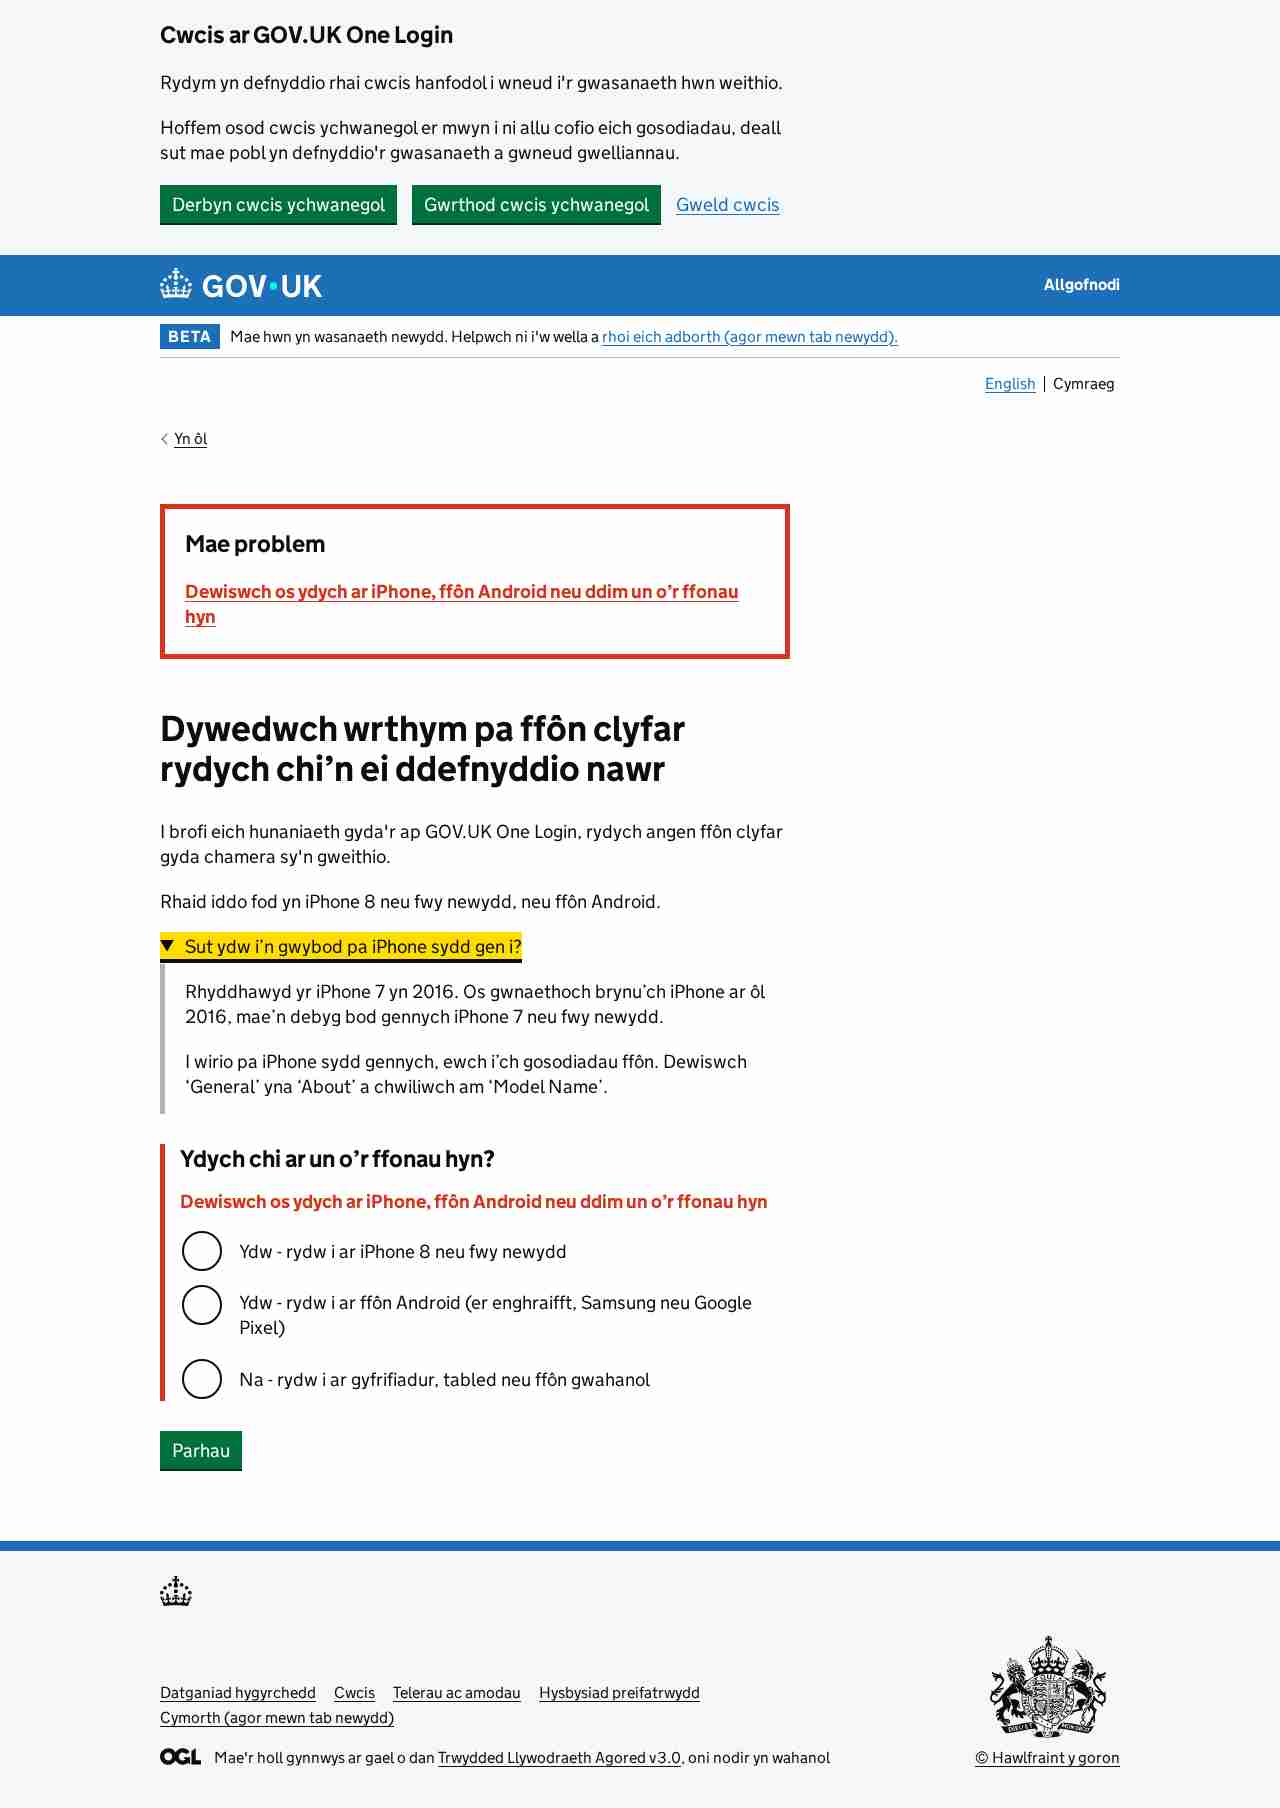 Cwcis ar GOV.UK One Login
Rydym yn defnyddio rhai cwcis hanfodol i wneud i'r gwasanaeth hwn weithio.
Hoffem osod cwcis ychwanegol er mwyn i ni allu cofio eich gosodiadau, deall
sut mae pobl yn defnyddio'r gwasanaeth a gwneud gwelliannau.
Derbyn cwcis ychwanegol Gwrthod cwcis ychwanegol Gweld cwcis
GOV·UK Allgofnodi
BETA Mae hwn yn wasanaeth newydd. Helpwch ni i'w wella a rhoi eich adborth (agor mewn tab newydd).
English Cymraeg
Yn ôl
Mae problem
Dewiswch os ydych ar iPhone, ffôn Android neu ddim un o’r ffonau
hyn
Dywedwch wrthym pa ffôn clyfar
rydych chi’n ei ddefnyddio nawr
I brofi eich hunaniaeth gyda'r ap GOV.UK One Login, rydych angen ffôn clyfar
gyda chamera sy'n gweithio.
Rhaid iddo fod yn iPhone 8 neu fwy newydd, neu ffôn Android.
Sut ydw i’n gwybod pa iPhone sydd gen i?
Rhyddhawyd yr iPhone 7 yn 2016. Os gwnaethoch brynu’ch iPhone ar ôl
2016, mae’n debyg bod gennych iPhone 7 neu fwy newydd.
I wirio pa iPhone sydd gennych, ewch i’ch gosodiadau ffôn. Dewiswch
‘General’ yna ‘About’ a chwiliwch am ‘Model Name’.
Ydych chi ar un o’r ffonau hyn?
Dewiswch os ydych ar iPhone, ffôn Android neu ddim un o’r ffonau hyn
Ydw - rydw i ar iPhone 8 neu fwy newydd
Ydw - rydw i ar ffôn Android (er enghraifft, Samsung neu Google
Pixel)
Na - rydw i ar gyfrifiadur, tabled neu ffôn gwahanol
Parhau
Datganiad hygyrchedd Cwcis Telerau ac amodau Hysbysiad preifatrwydd
Cymorth (agor mewn tab newydd)
OGL Mae'r holl gynnwys ar gael o dan Trwydded Llywodraeth Agored v3.0, oni nodir yn wahanol
© Hawlfraint y goron